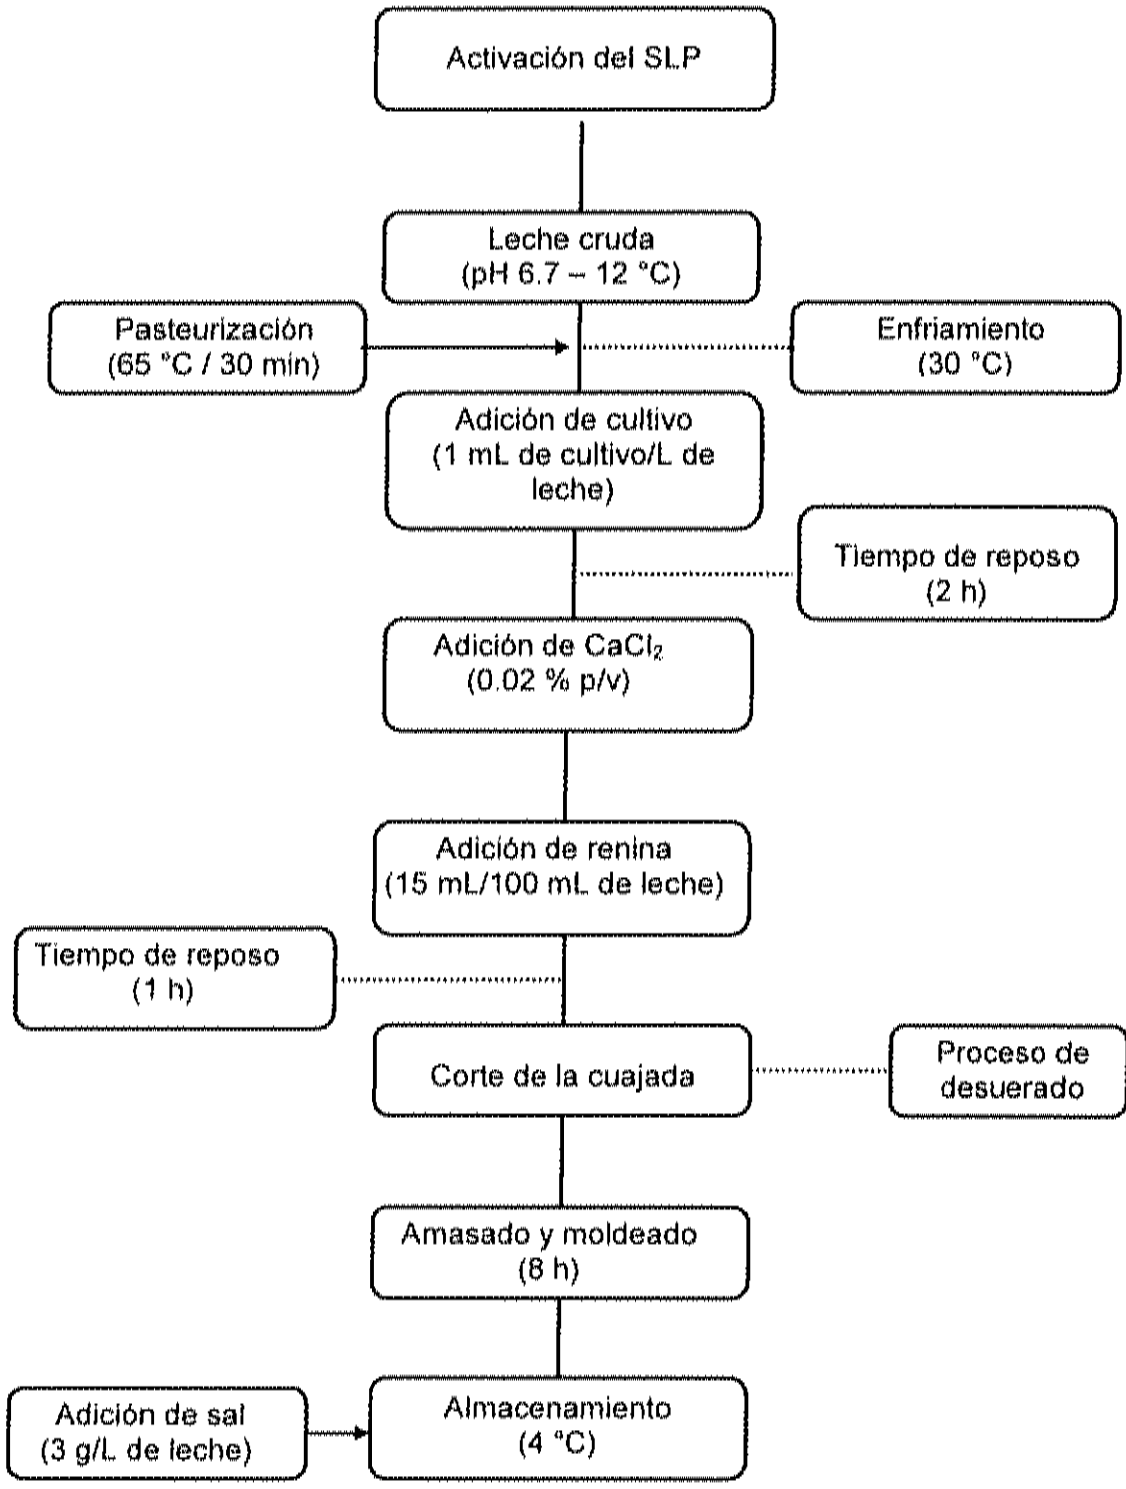 Activación del SLP
Leche cruda
(pH 6.7 – 12 °C)
Pasteurización
(65 °C / 30 min)
Enfriamiento
(30 °C)
Adición de cultivo
(1 mL de cultivo/L de
leche)
Tiempo de reposo
(2 h)
Adición de CaCl₂
(0.02 % p/v)
Adición de renina
(15 mL/100 mL de leche)
Tiempo de reposo
(1 h)
Corte de la cuajada
Proceso de
desuerado
Amasado y moldeado
(8 h)
Adición de sal
(3 g/L de leche)
Almacenamiento
(4 °C)